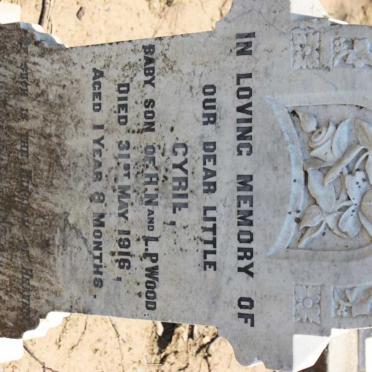 IN LOVING MEMORY OF
OUR DEAR LITTLE
CYRIL,
BABY SON OF R.N. AND L.P. WOOD.
DIED 31ST MAY 1916,
AGED 1 YEAR 8 MONTHS.